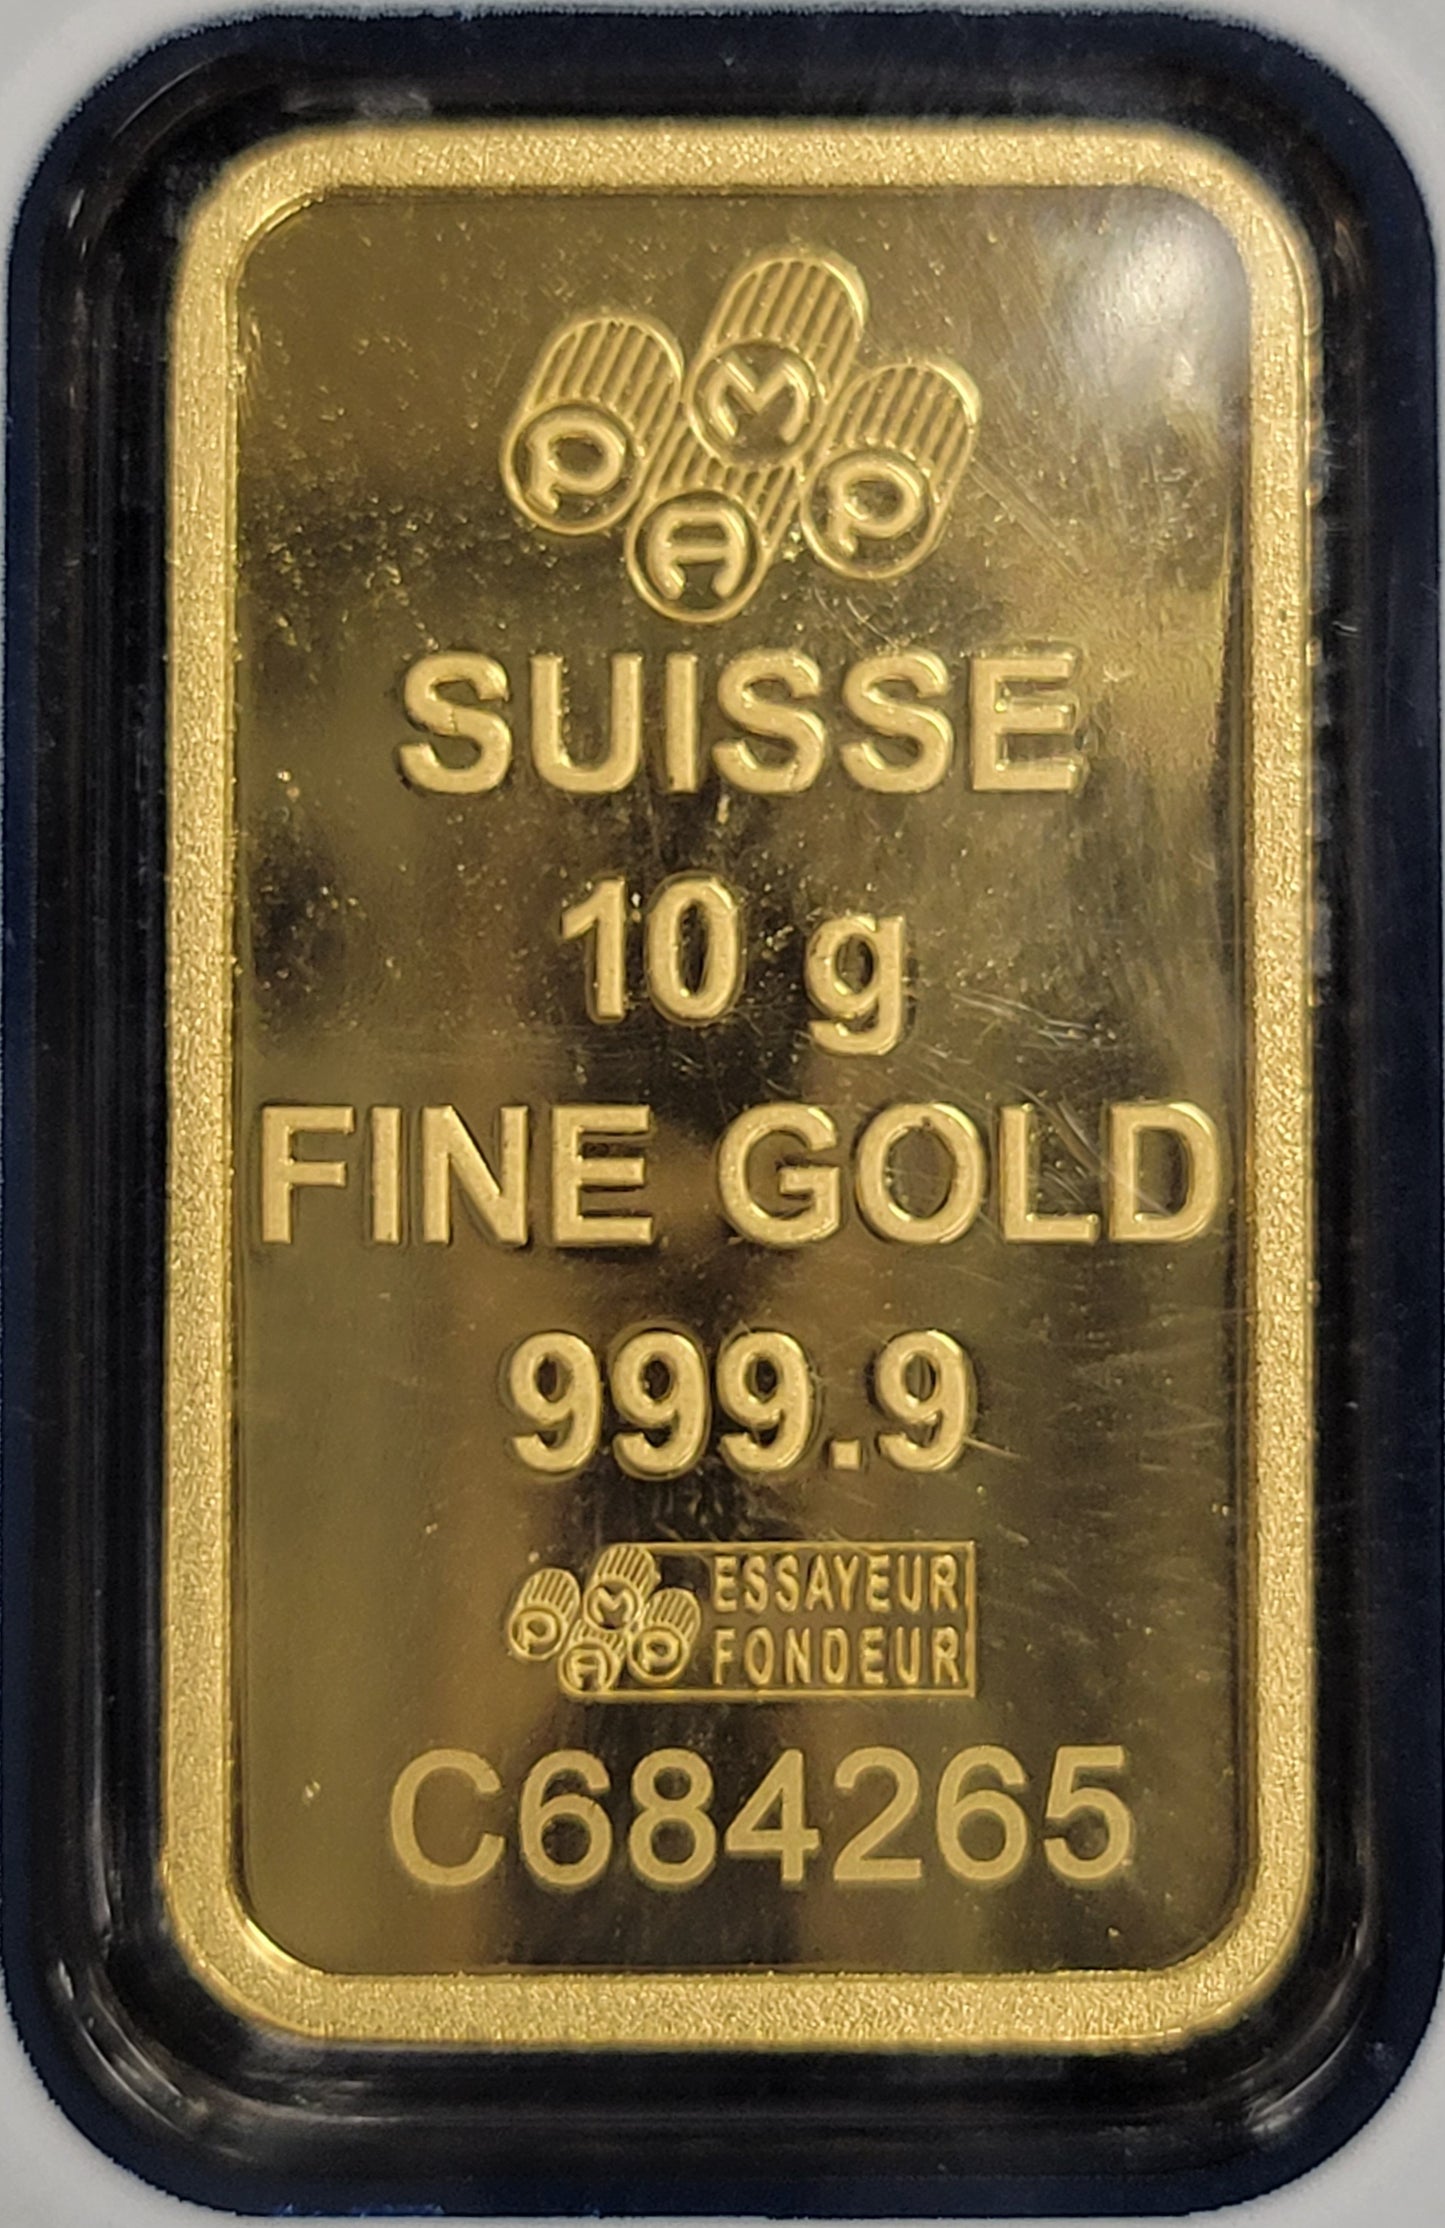 PAMP
SUISSE
10 g
FINE GOLD
999.9
PAMP ESSAYEUR
FONDEUR
C684265